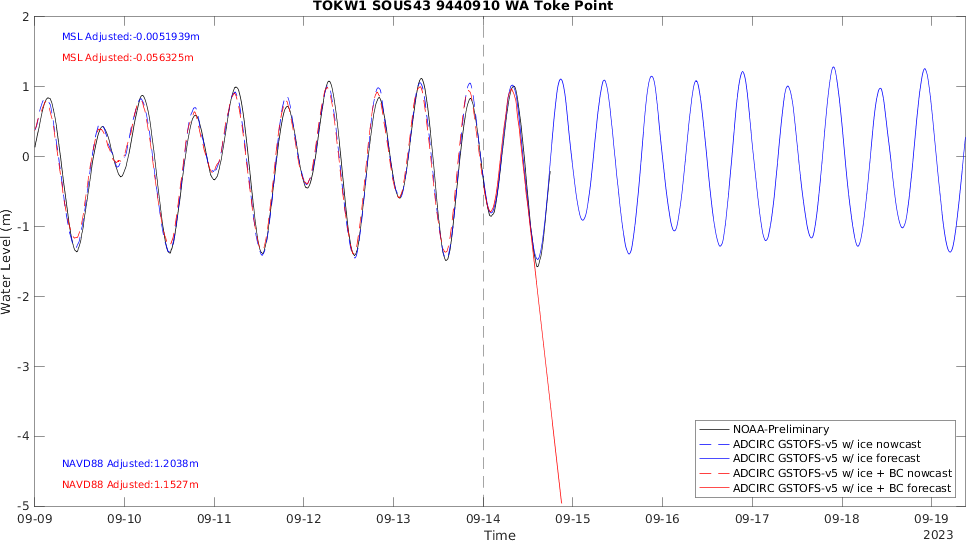 TOKW1 SOUS43 9440910 WA Toke Point
2
MSL Adjusted:-0.0051939m
MSL Adjusted:-0.056325m
1
0
-1
Water Level (m)
-2
-3
-4
NOAA-Preliminary
ADCIRC GSTOFS-v5 w/ ice nowcast
ADCIRC GSTOFS-v5 w/ ice forecast
ADCIRC GSTOFS-v5 w/ ice + BC nowcast
ADCIRC GSTOFS-v5 w/ ice + BC forecast
NAVD88 Adjusted:1.2038m
NAVD88 Adjusted:1.1527m
-5
09-09 09-10 09-11 09-12 09-13 09-14 09-15 09-16 09-17 09-18 09-19
Time
2023